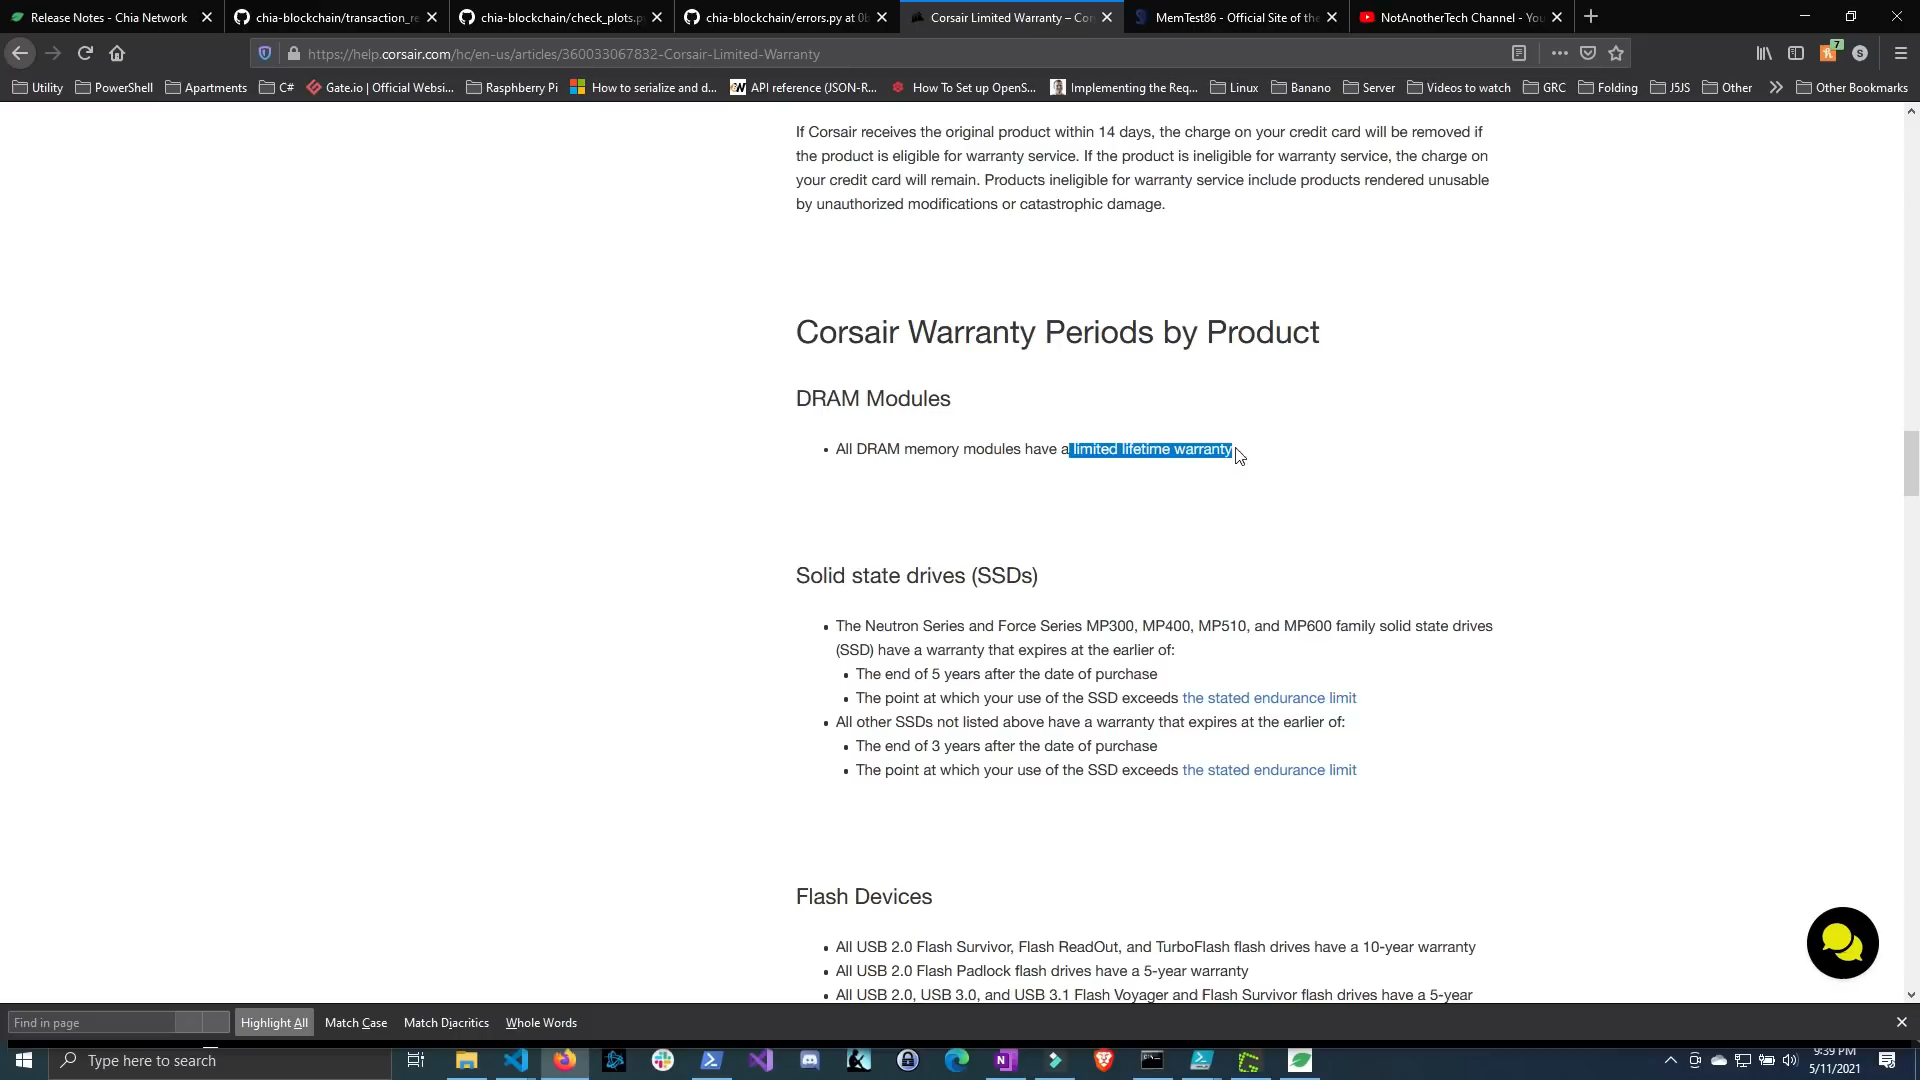 Release Notes - Chia Network
chia-blockchain/transaction_re
chia-blockchain/check_plots.py
chia-blockchain/errors.py at 0b
Corsair Limited Warranty – Cor
MemTest86 - Official Site of the
NotAnotherTech Channel - You
https://help.corsair.com/hc/en-us/articles/360033067832-Corsair-Limited-Warranty
7
S
Utility
PowerShell
Apartments
C#
Gate.io | Official Websi...
Rasphberry Pi
How to serialize and d...
API reference (JSON-R...
How To Set up OpenS...
Implementing the Req...
Linux
Banano
Server
Videos to watch
GRC
Folding
J5JS
Other
Other Bookmarks
If Corsair receives the original product within 14 days, the charge on your credit card will be removed if
the product is eligible for warranty service. If the product is ineligible for warranty service, the charge on
your credit card will remain. Products ineligible for warranty service include products rendered unusable
by unauthorized modifications or catastrophic damage.
Corsair Warranty Periods by Product
DRAM Modules
• All DRAM memory modules have a limited lifetime warranty
Solid state drives (SSDs)
• The Neutron Series and Force Series MP300, MP400, MP510, and MP600 family solid state drives
(SSD) have a warranty that expires at the earlier of:
• The end of 5 years after the date of purchase
• The point at which your use of the SSD exceeds the stated endurance limit
• All other SSDs not listed above have a warranty that expires at the earlier of:
• The end of 3 years after the date of purchase
• The point at which your use of the SSD exceeds the stated endurance limit
Flash Devices
• All USB 2.0 Flash Survivor, Flash ReadOut, and TurboFlash flash drives have a 10-year warranty
• All USB 2.0 Flash Padlock flash drives have a 5-year warranty
• All USB 2.0, USB 3.0, and USB 3.1 Flash Voyager and Flash Survivor flash drives have a 5-year
Find in page
Highlight All
Match Case
Match Diacritics
Whole Words
Type here to search
9:39 PM
5/11/2021